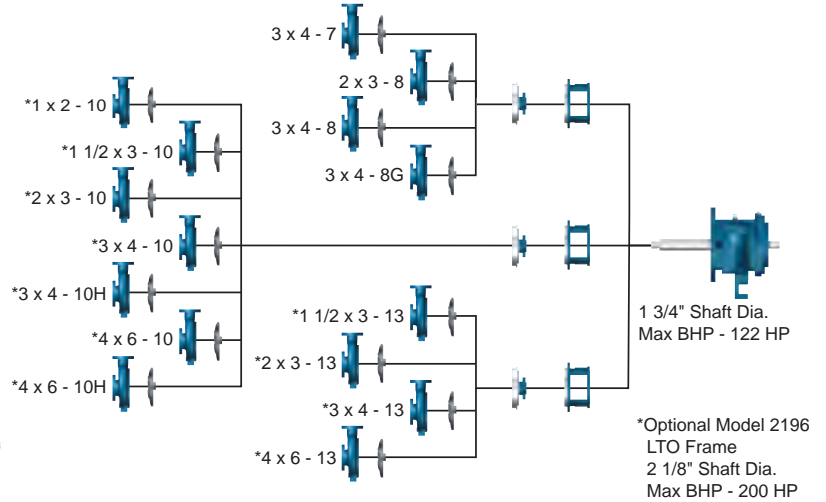 3 x 4 - 7
2 x 3 - 8
3 x 4 - 8
3 x 4 - 8G
*1 x 2 - 10
*1 1/2 x 3 - 10
*2 x 3 - 10
*3 x 4 - 10
*3 x 4 - 10H
*4 x 6 - 10
*4 x 6 - 10H
*1 1/2 x 3 - 13
*2 x 3 - 13
*3 x 4 - 13
*4 x 6 - 13
1 3/4" Shaft Dia.
Max BHP - 122 HP
*Optional Model 2196
LTO Frame
2 1/8" Shaft Dia.
Max BHP - 200 HP